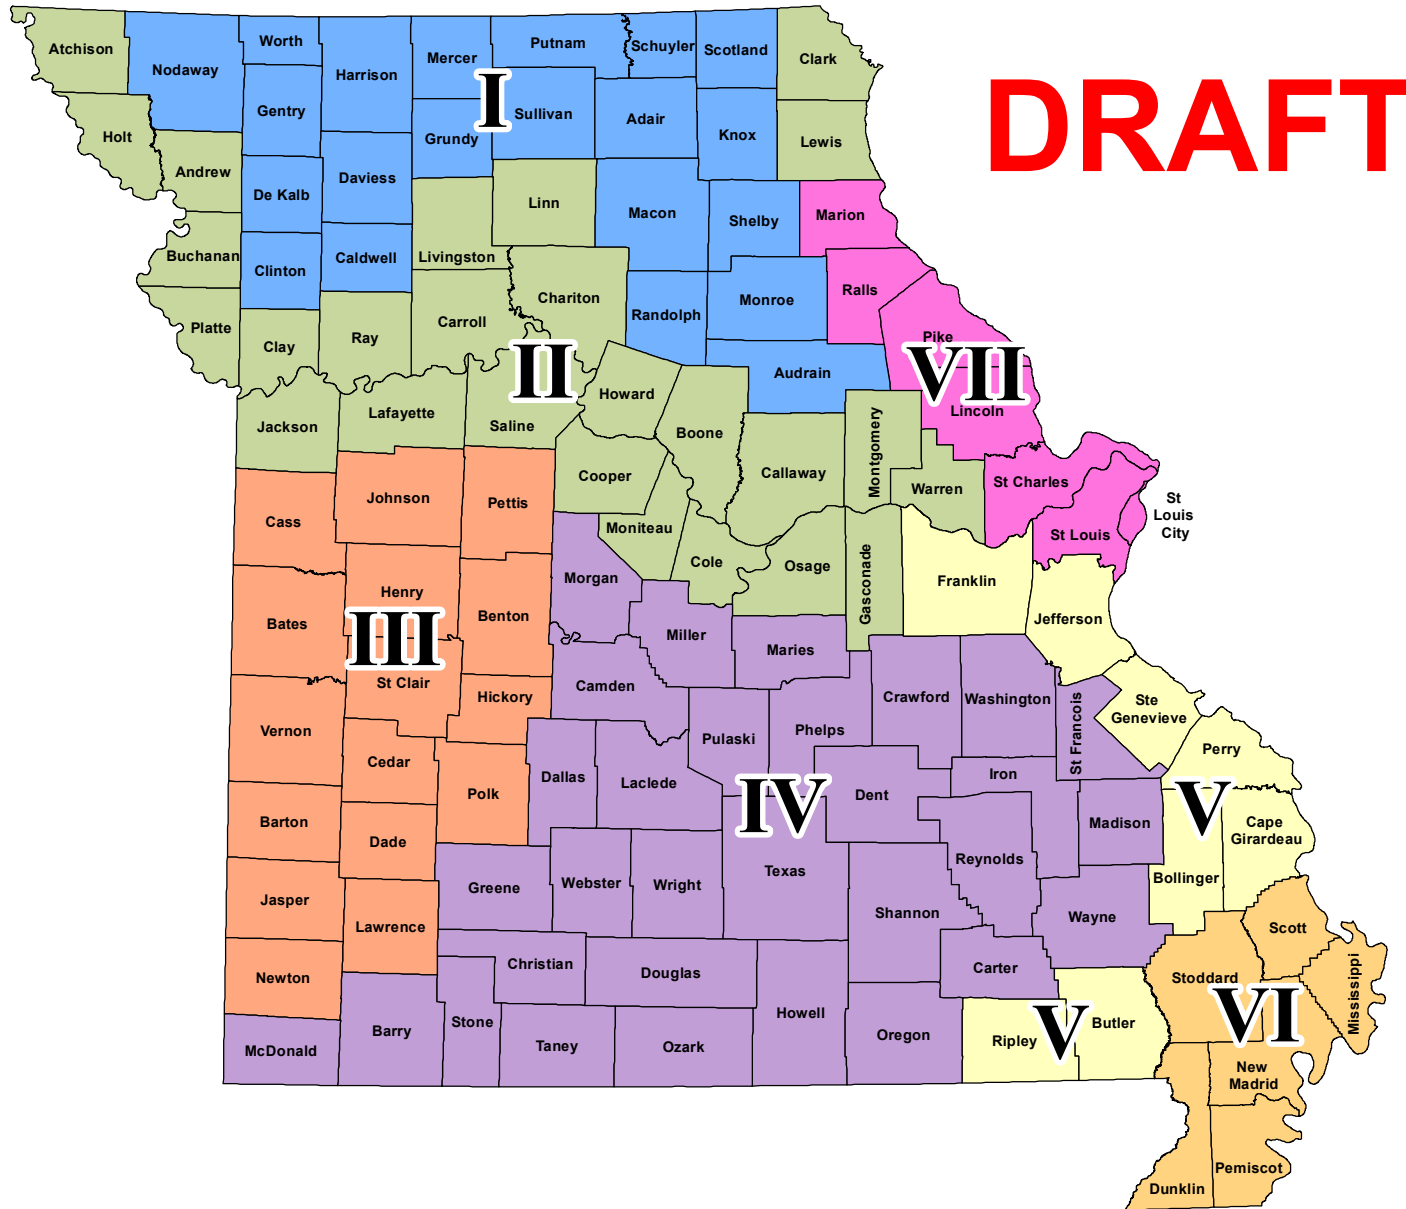 DRAFT
Atchison
Nodaway
Worth
Harrison
Mercer
Putnam
Schuyler
Scotland
Clark
I
Holt
Gentry
Grundy
Sullivan
Adair
Knox
Lewis
Andrew
De Kalb
Daviess
Linn
Macon
Shelby
Marion
Buchanan
Clinton
Caldwell
Livingston
Chariton
Randolph
Monroe
Ralls
Platte
Clay
Ray
Carroll
II
Audrain
Pike
VII
Lincoln
Jackson
Lafayette
Saline
Howard
Boone
Callaway
Montgomery
Warren
St Charles
St Louis
St
Louis
City
Cass
Johnson
Pettis
Cooper
Moniteau
Cole
Osage
Gasconade
Franklin
Jefferson
Bates
Henry
III
Benton
Morgan
Miller
Maries
St Clair
Hickory
Camden
Pulaski
Phelps
Crawford
Washington
St Francois
Ste
Genevieve
Perry
Vernon
Cedar
Polk
Dallas
Laclede
IV
Dent
Iron
Madison
V
Cape
Girardeau
Barton
Dade
Greene
Webster
Wright
Texas
Reynolds
Bollinger
Jasper
Lawrence
Shannon
Wayne
Scott
Newton
Christian
Douglas
Carter
Stoddard
Mississippi
VI
McDonald
Barry
Stone
Taney
Ozark
Howell
Oregon
Ripley
V
Butler
New
Madrid
Dunklin
Pemiscot